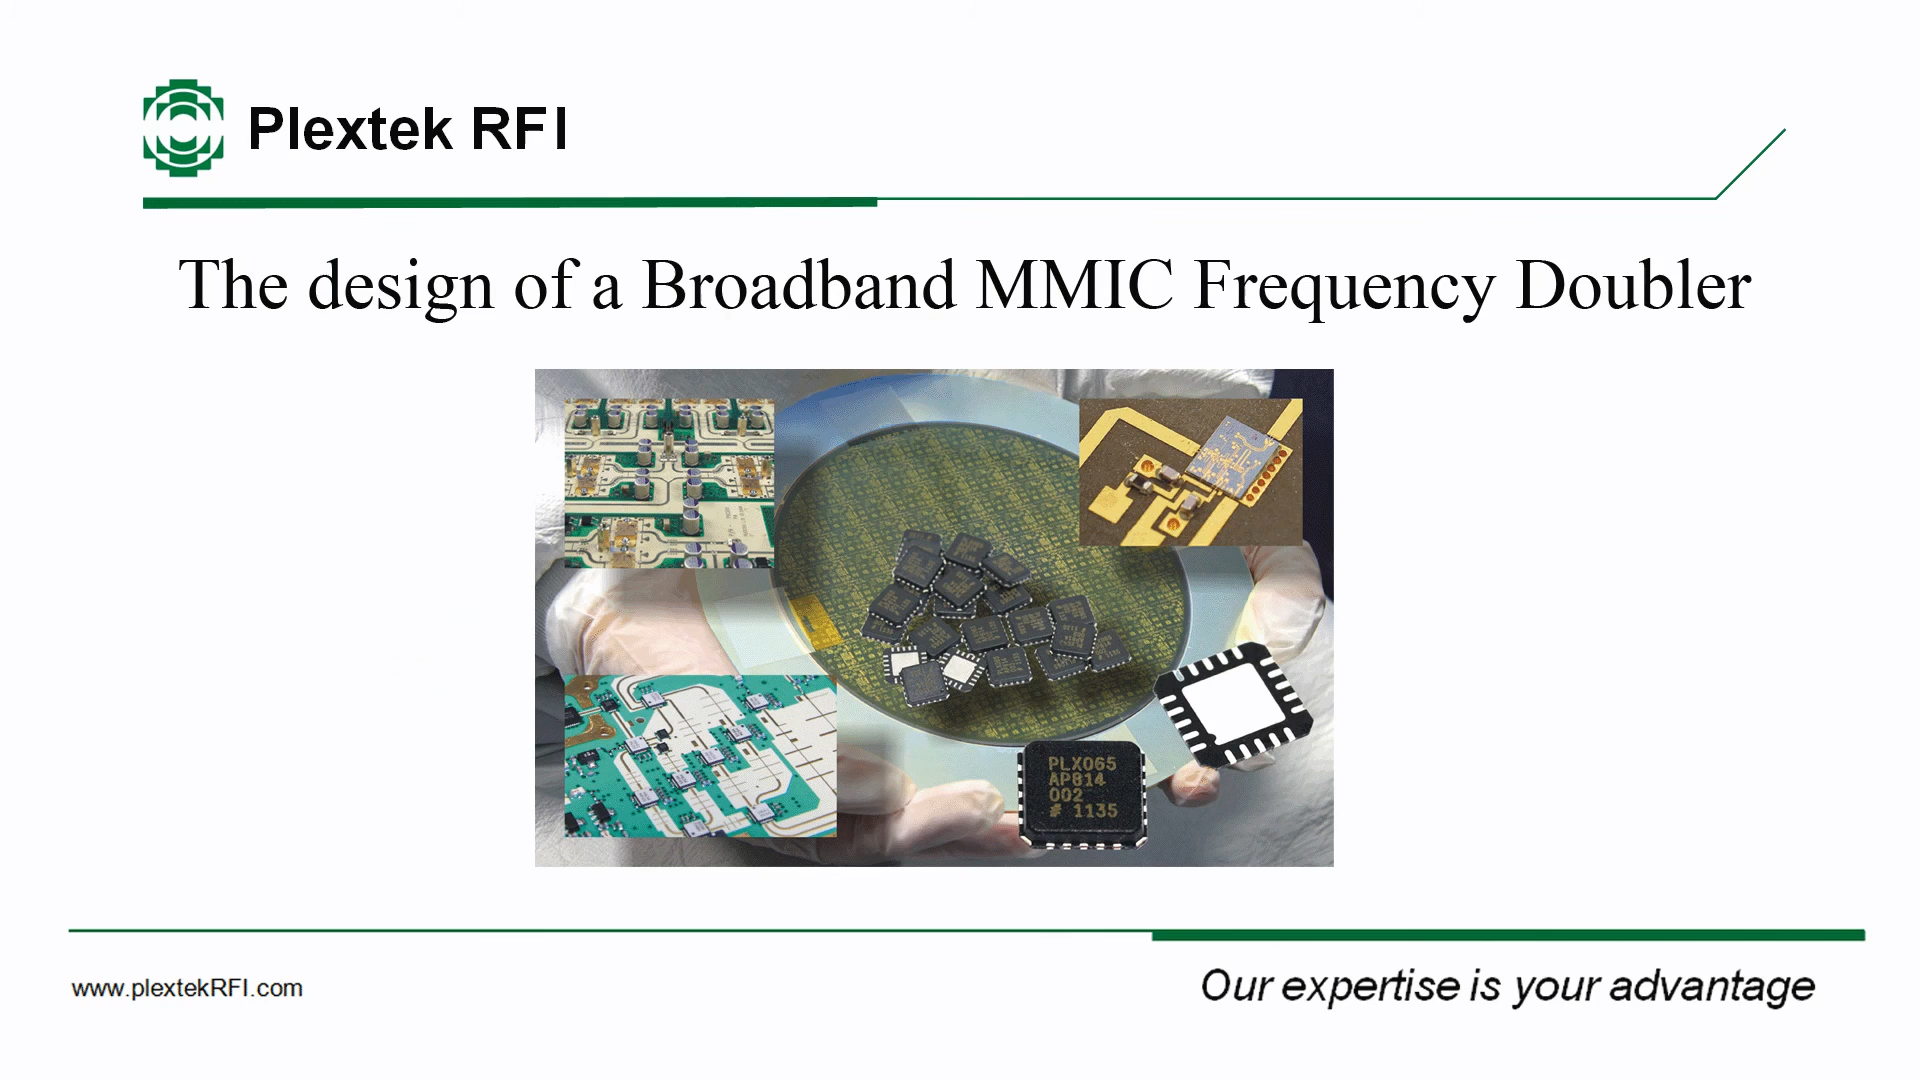 Plextek RFI
The design of a Broadband MMIC Frequency Doubler
PLX065
AP814
002
# 1135
www.plextekRFI.com
Our expertise is your advantage